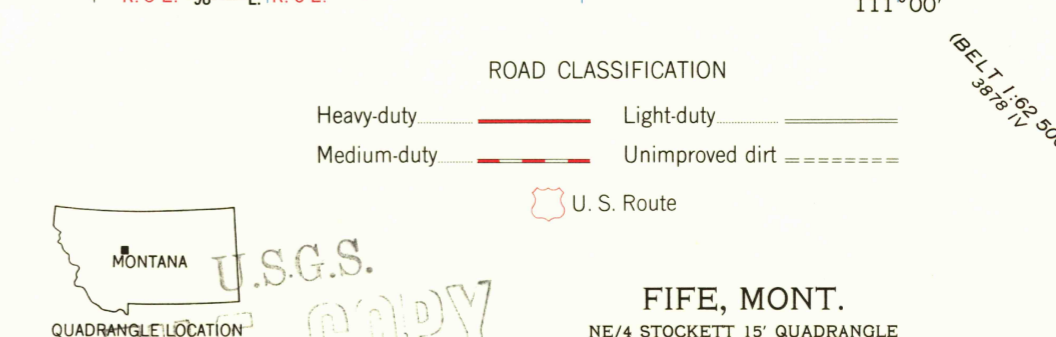 111°00'
(BELT 1:62 500
3878 IV
ROAD CLASSIFICATION
Heavy-duty
Light-duty
Medium-duty
Unimproved dirt
U. S. Route
MONTANA
U.S.G.S.
COPY
QUADRANGLE LOCATION
FIFE, MONT.
NE/4 STOCKETT 15' QUADRANGLE